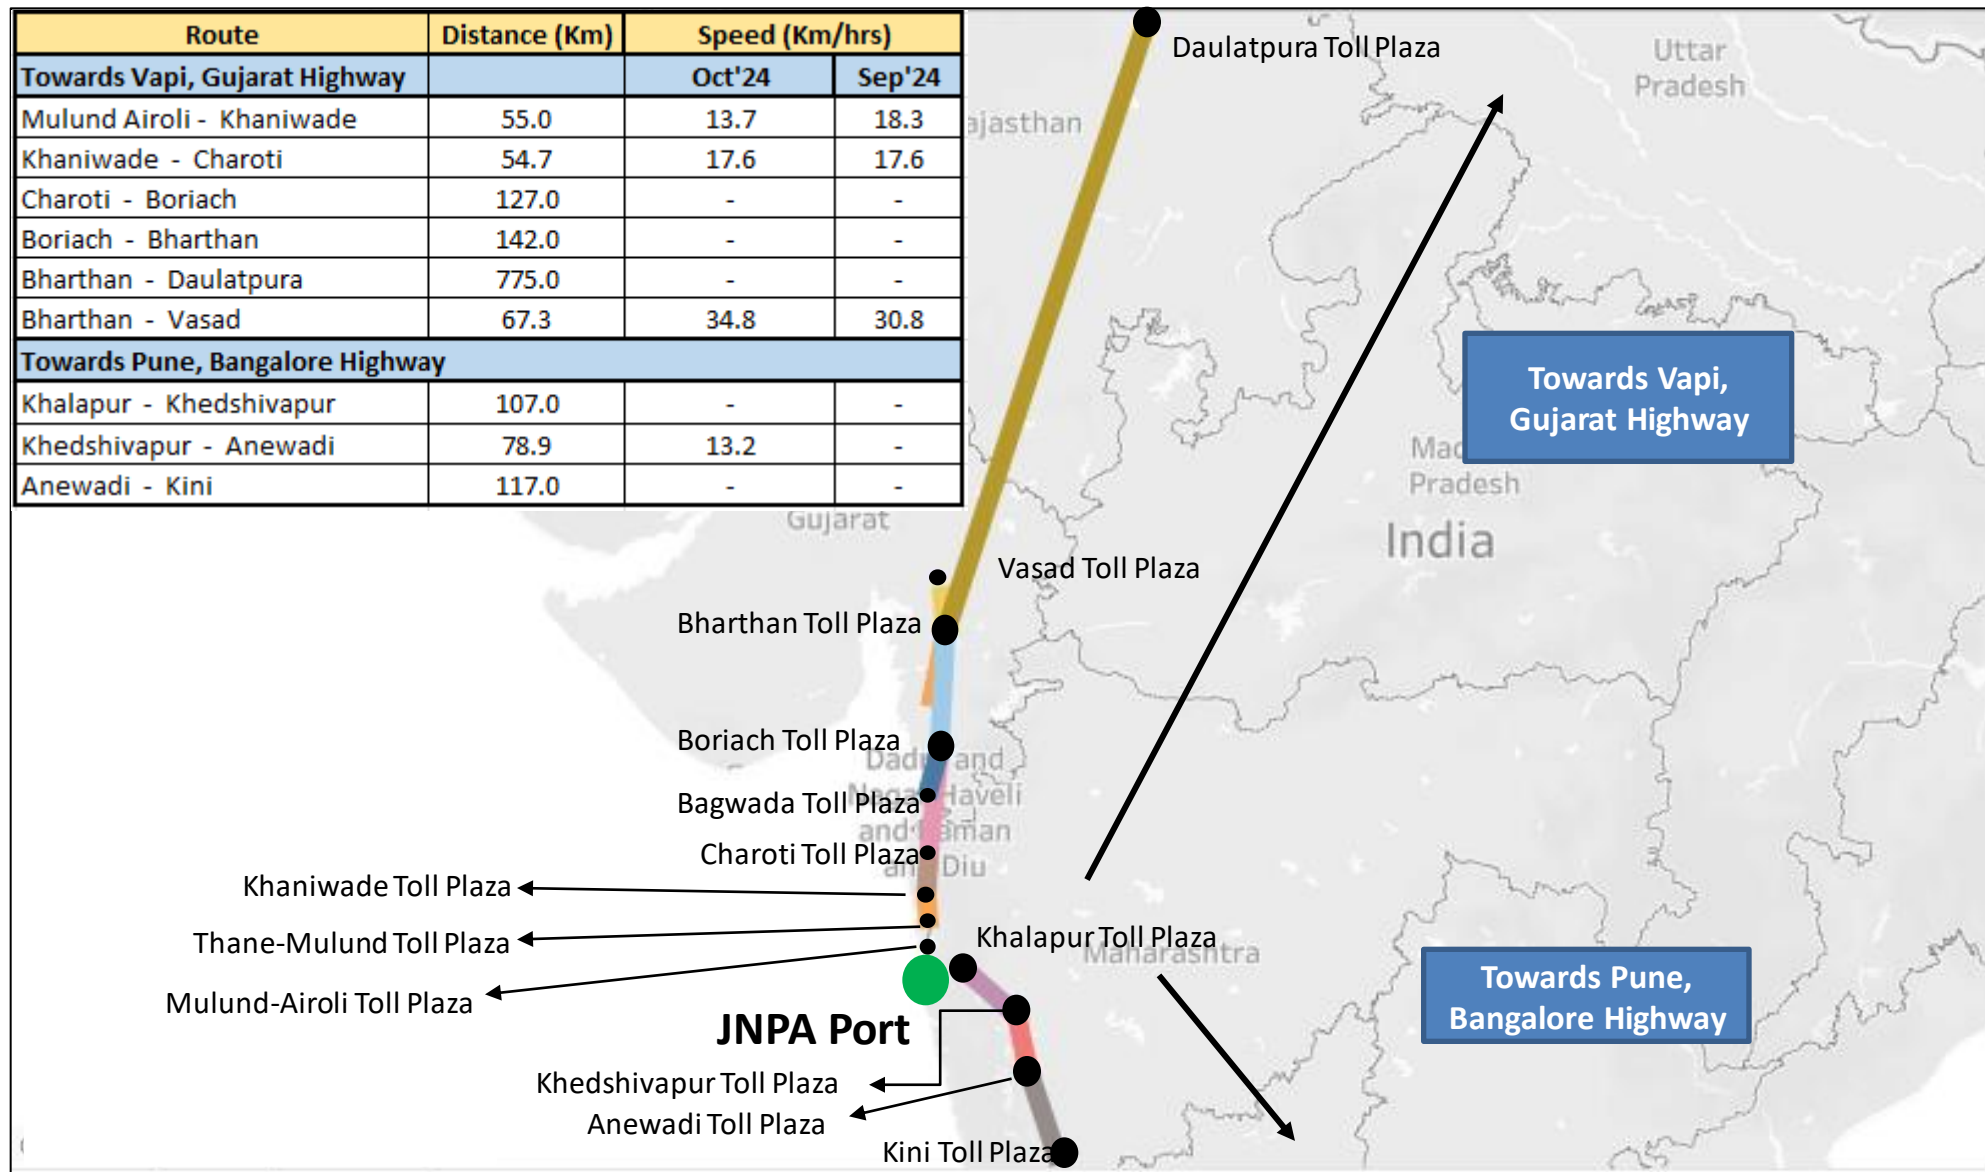 Route Distance (Km) Speed (Km/hrs)
Towards Vapi, Gujarat Highway Oct'24 Sep'24
Mulund Airoli - Khaniwade 55.0 13.7 18.3
Khaniwade - Charoti 54.7 17.6 17.6
Charoti - Boriach 127.0 - -
Boriach - Bharthan 142.0 - -
Bharthan - Daulatpura 775.0 - -
Bharthan - Vasad 67.3 34.8 30.8
Towards Pune, Bangalore Highway
Khalapur - Khedshivapur 107.0 - -
Khedshivapur - Anewadi 78.9 13.2 -
Anewadi - Kini 117.0 - -
Daulatpura Toll Plaza
Uttar
Pradesh
ajasthan
Towards Vapi,
Gujarat Highway
Pradesh
India
Gujarat
Vasad Toll Plaza
Bharthan Toll Plaza
Boriach Toll Plaza
and
Bagwada Toll Plaza
Haveli
and
Charoti Toll Plaza
Diu
Khaniwade Toll Plaza
Thane-Mulund Toll Plaza
Mulund-Airoli Toll Plaza
Khalapur Toll Plaza
Maharashtra
Towards Pune,
Bangalore Highway
JNPA Port
Khedshivapur Toll Plaza
Anewadi Toll Plaza
Kini Toll Plaza